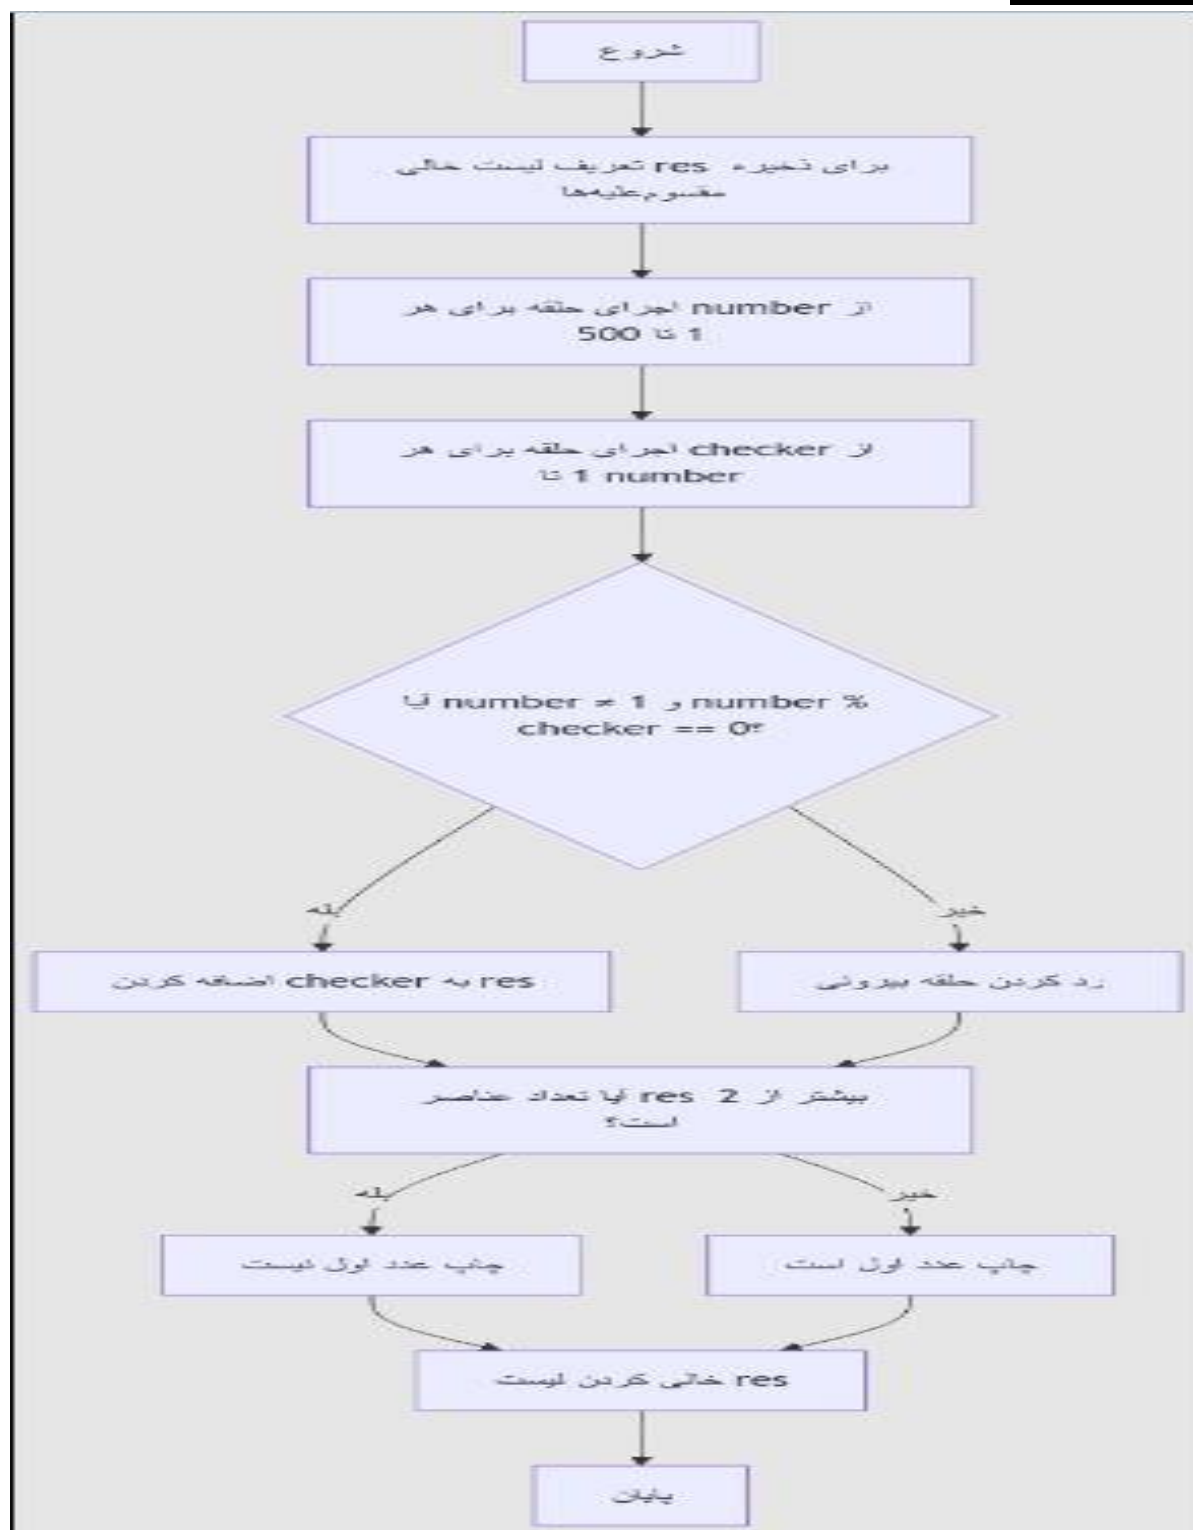 شروع
برای ذخیره res تعریف لیست خالی
مقسوم‌علیه‌ها
از number اجرای حلقه برای هر
1 تا 500
از checker اجرای حلقه برای هر
1 number تا
آیا number ≠ 1 و number %
checker == 0؟
بله
خیر
res به checker اضافه کردن
رد کردن حلقه بیرونی
بیشتر از 2 res آیا تعداد عناصر
است؟
بله
خیر
چاپ عدد اول نیست
چاپ عدد اول است
res خالی کردن لیست
پایان